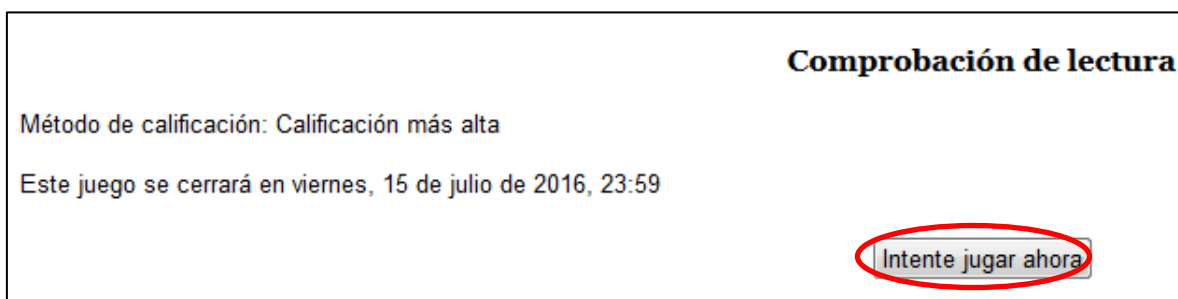 Comprobación de lectura
Método de calificación: Calificación más alta
Este juego se cerrará en viernes, 15 de julio de 2016, 23:59
Intente jugar ahora